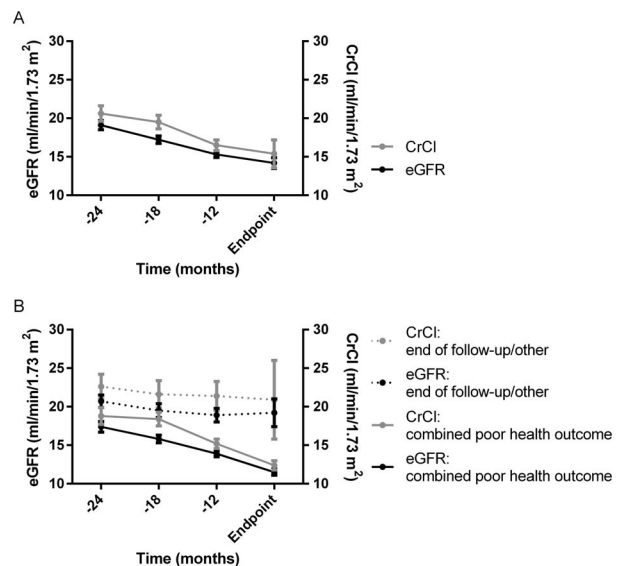 A
eGFR (ml/min/1.73 m²)
30
25
20
15
10
30
25
20
15
10
CrCl (ml/min/1.73 m²)
-24
-18
-12
Endpoint
Time (months)
CrCl
eGFR
B
eGFR (ml/min/1.73 m²)
30
25
20
15
10
30
25
20
15
10
CrCl (ml/min/1.73 m²)
-24
-18
-12
Endpoint
Time (months)
CrCl:
end of follow-up/other
eGFR:
end of follow-up/other
CrCl:
combined poor health outcome
eGFR:
combined poor health outcome